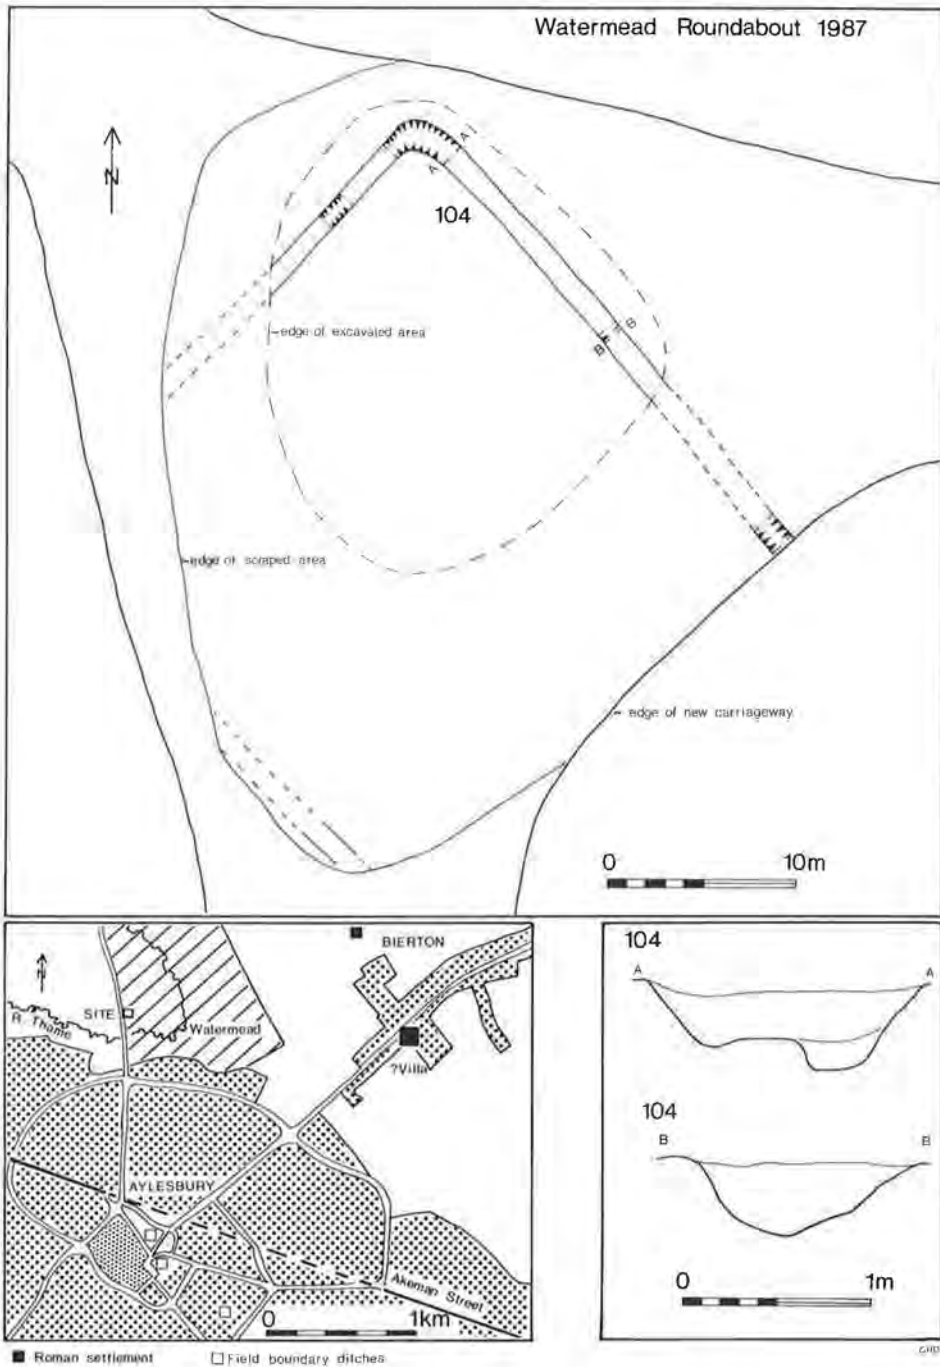 Watermead Roundabout 1987
N
A
A
104
edge of excavated area
B
B
edge of scraped area
edge of new carriageway
0 10m
N
BIERTON
SITE
R. Thame
Watermead
?Villa
AYLESBURY
Akeman Street
0 1km
Roman settlement
Field boundary ditches
104
A A
104
B B
0 1m